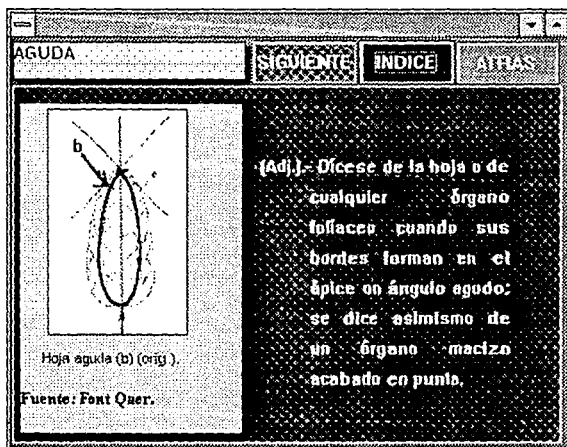 AGUDA
SIGUIENTE INDICE ATRAS
b
(Adj.).- Dícese de la hoja o de
cualquier órgano
foliaceo cuando sus
bordes forman en el
ápice un ángulo agudo;
se dice asimismo de
un órgano macizo
acabado en punta.
Hoja aguda (b) (orig.).
Fuente: Font Quer.